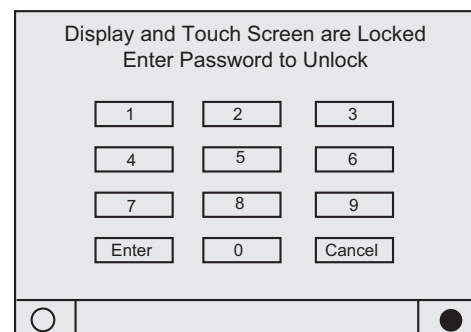 Display and Touch Screen are Locked
Enter Password to Unlock
1 2 3
4 5 6
7 8 9
Enter 0 Cancel